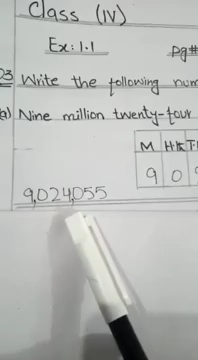 Class (IV)
Ex: 1.1
Pg#
Q3 Write the following num
(a) Nine million twenty-four
M H.Th T.
9 0
9,024,055